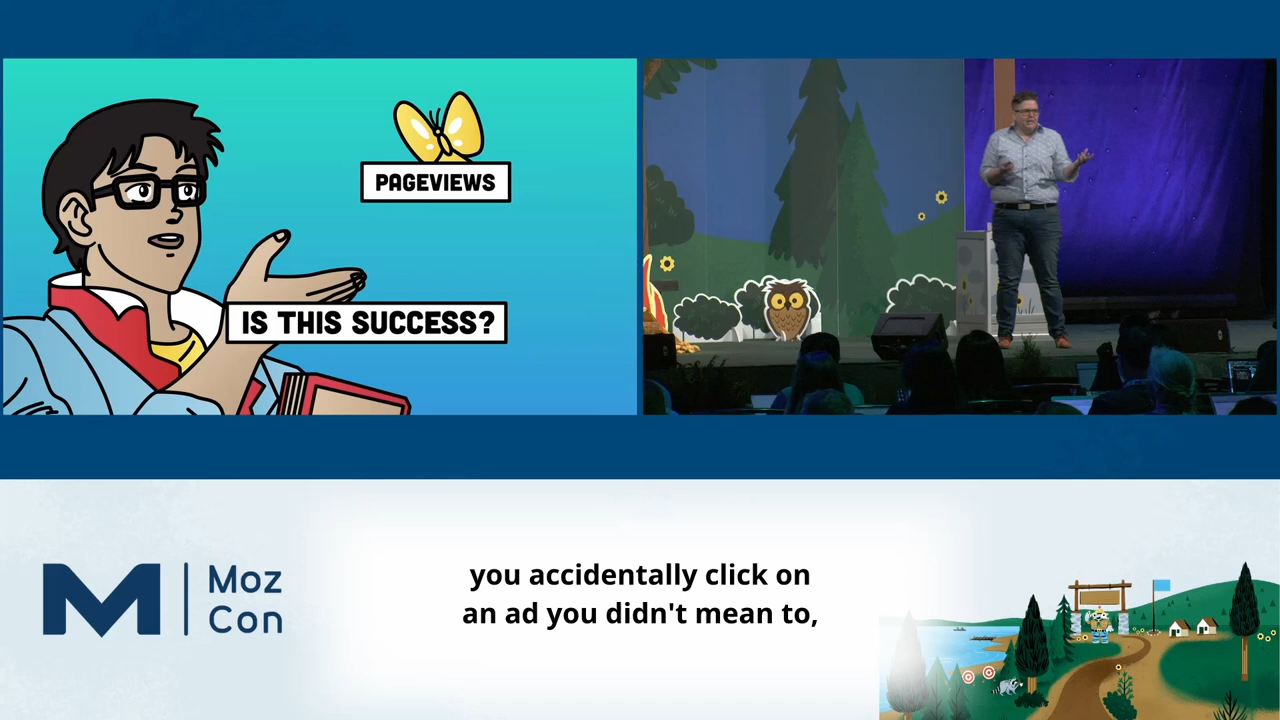 PAGEVIEWS
IS THIS SUCCESS?
you accidentally click on
an ad you didn't mean to,
M Moz
Con